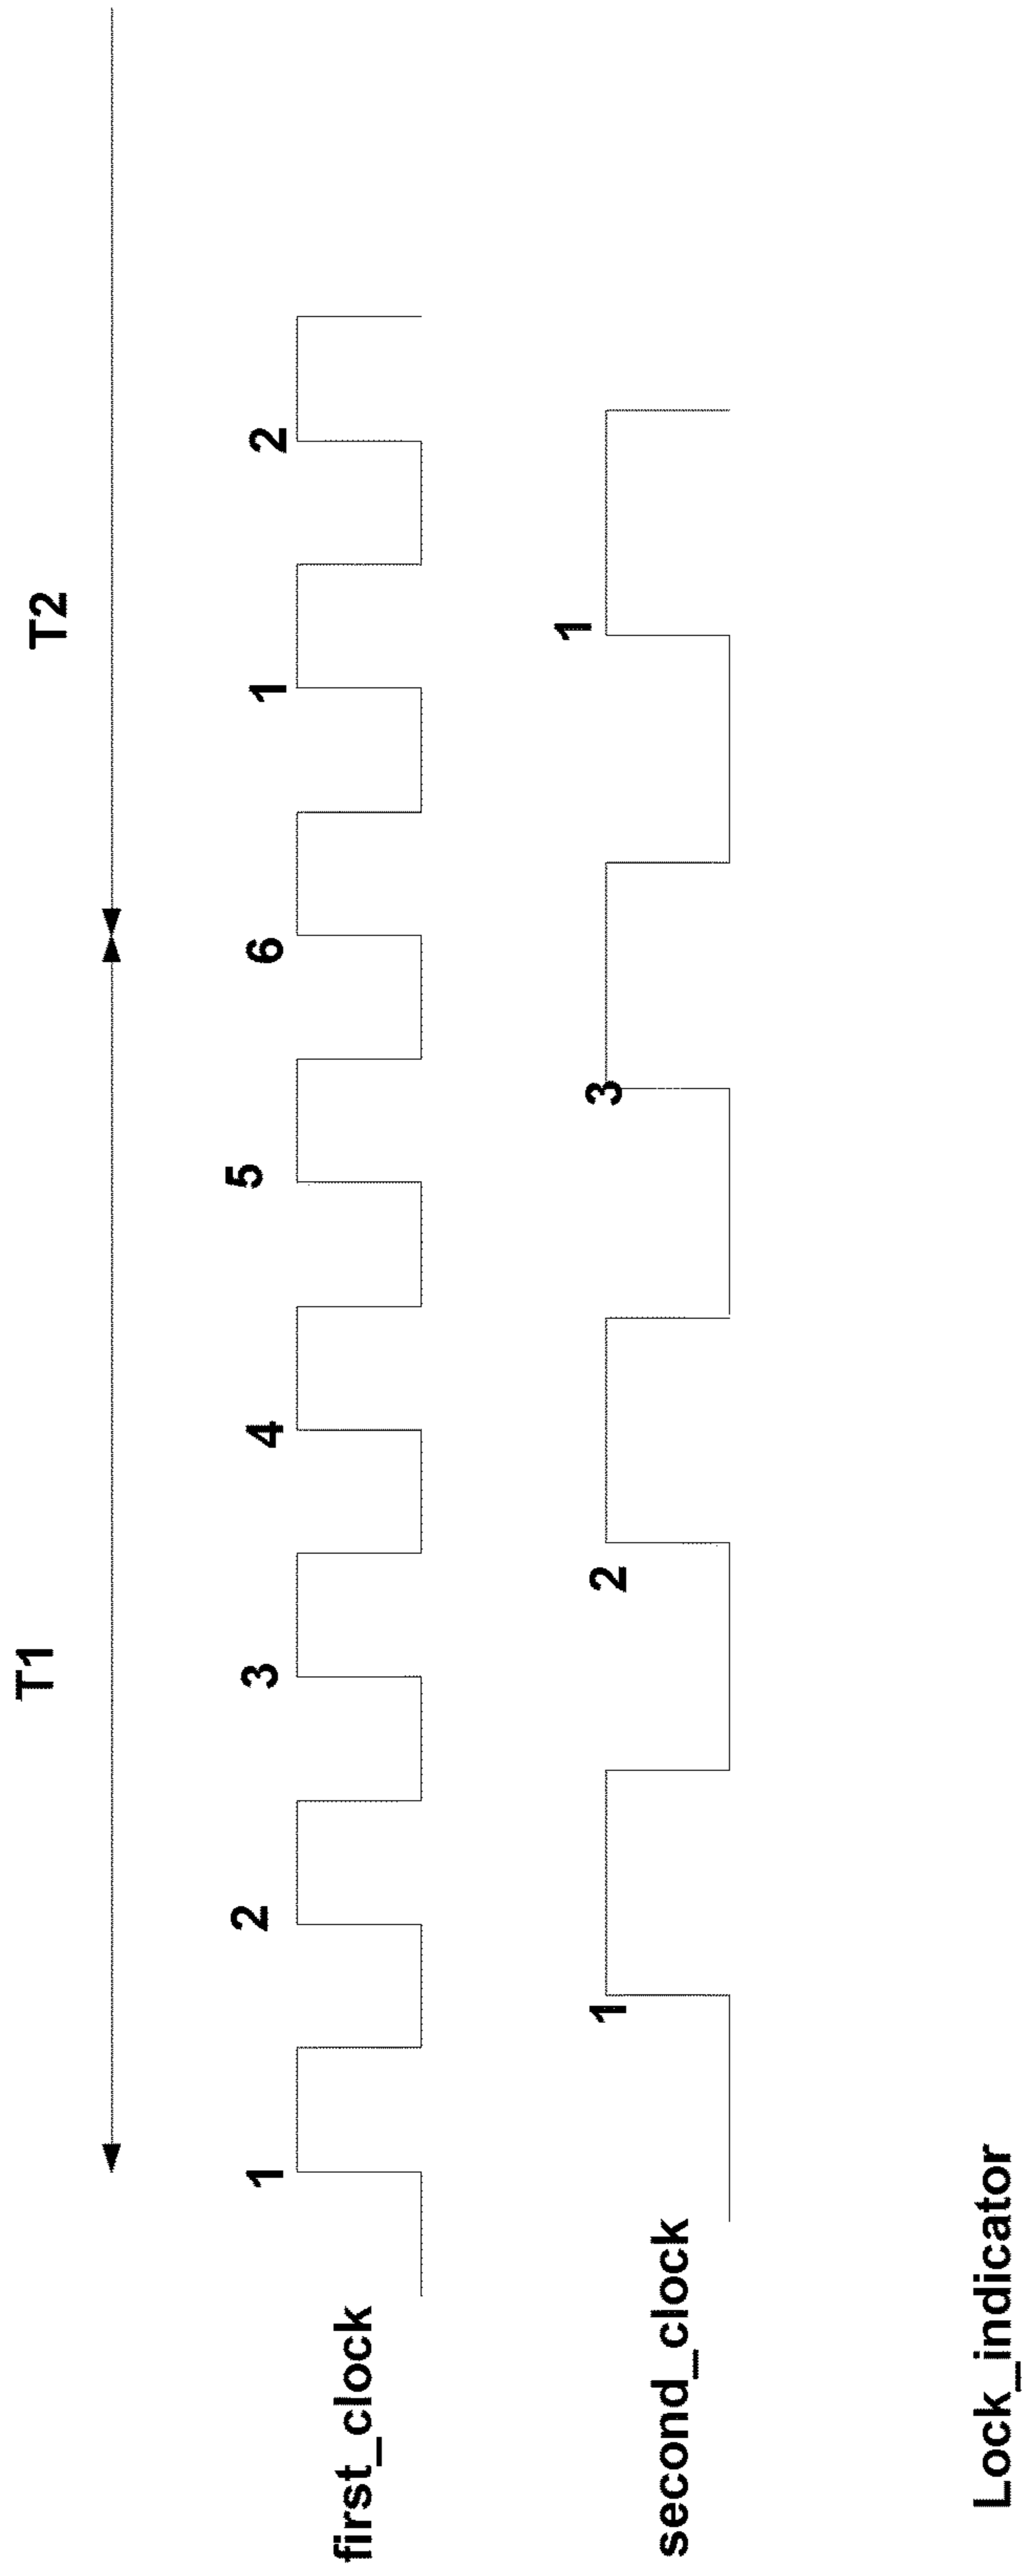 T1 T2
1 2 3 4 5 6 1 2
first_clock
1 2 3 1
second_clock
Lock_indicator